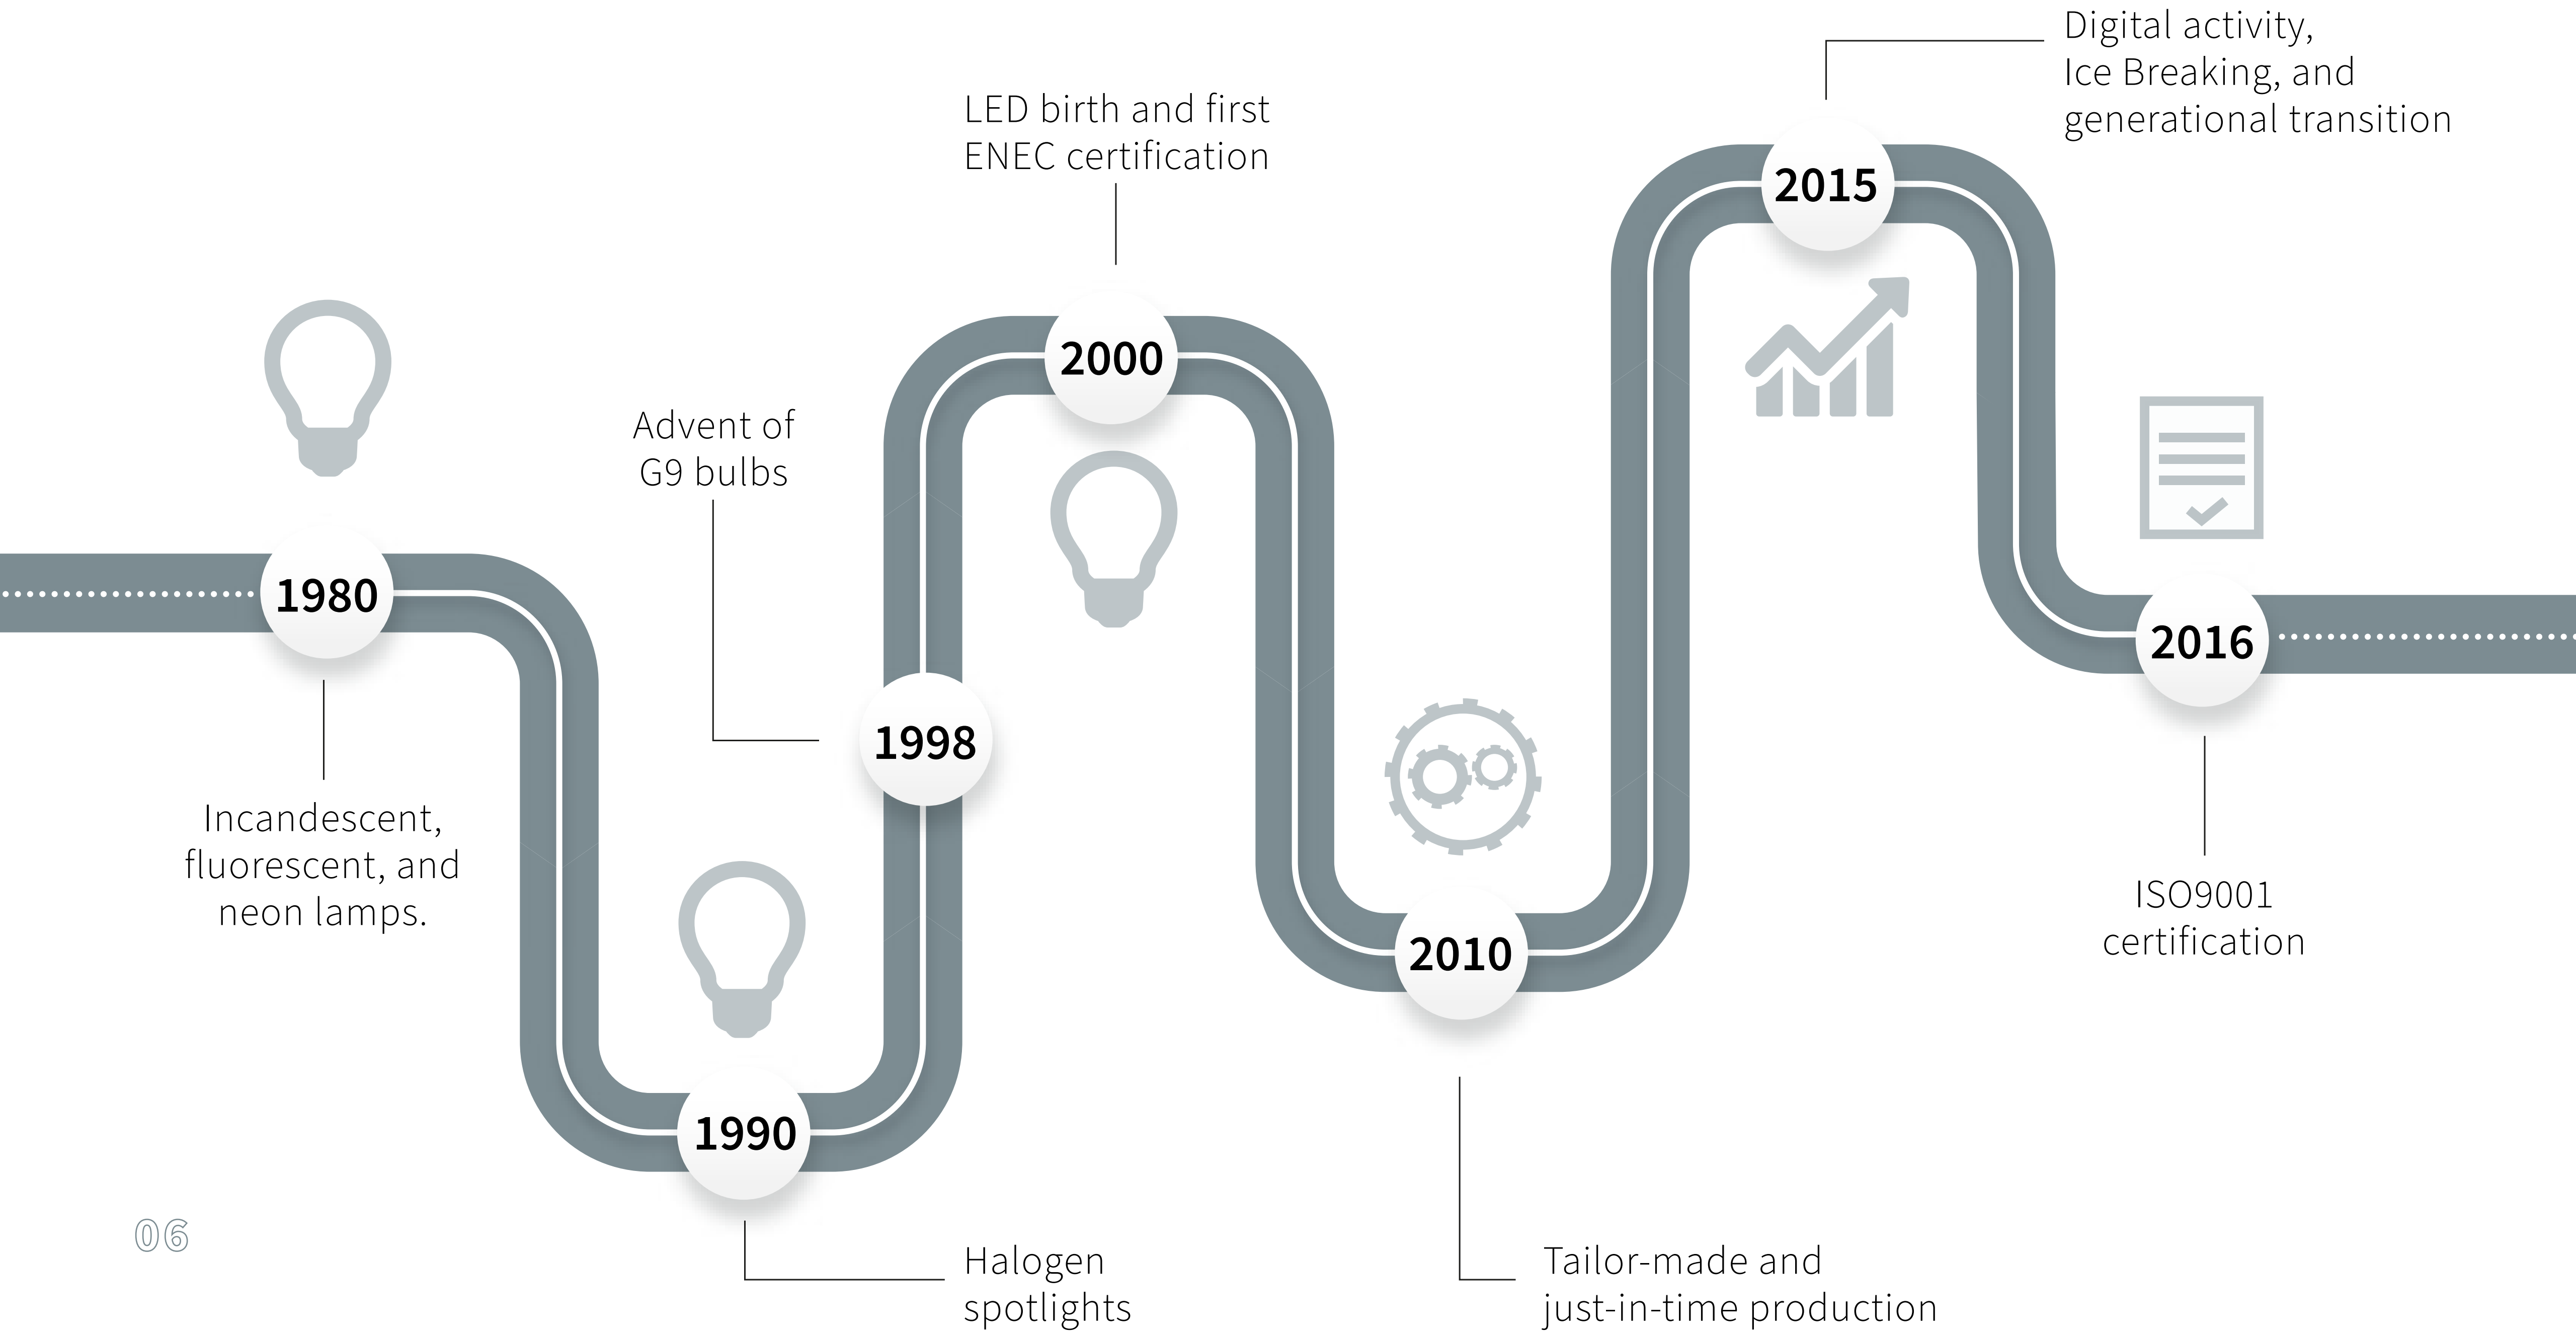 Digital activity,
Ice Breaking, and
generational transition
LED birth and first
ENEC certification
2015
2000
Advent of
G9 bulbs
1980
2016
1998
Incandescent,
fluorescent, and
neon lamps.
ISO9001
certification
2010
1990
06
Halogen
spotlights
Tailor-made and
just-in-time production